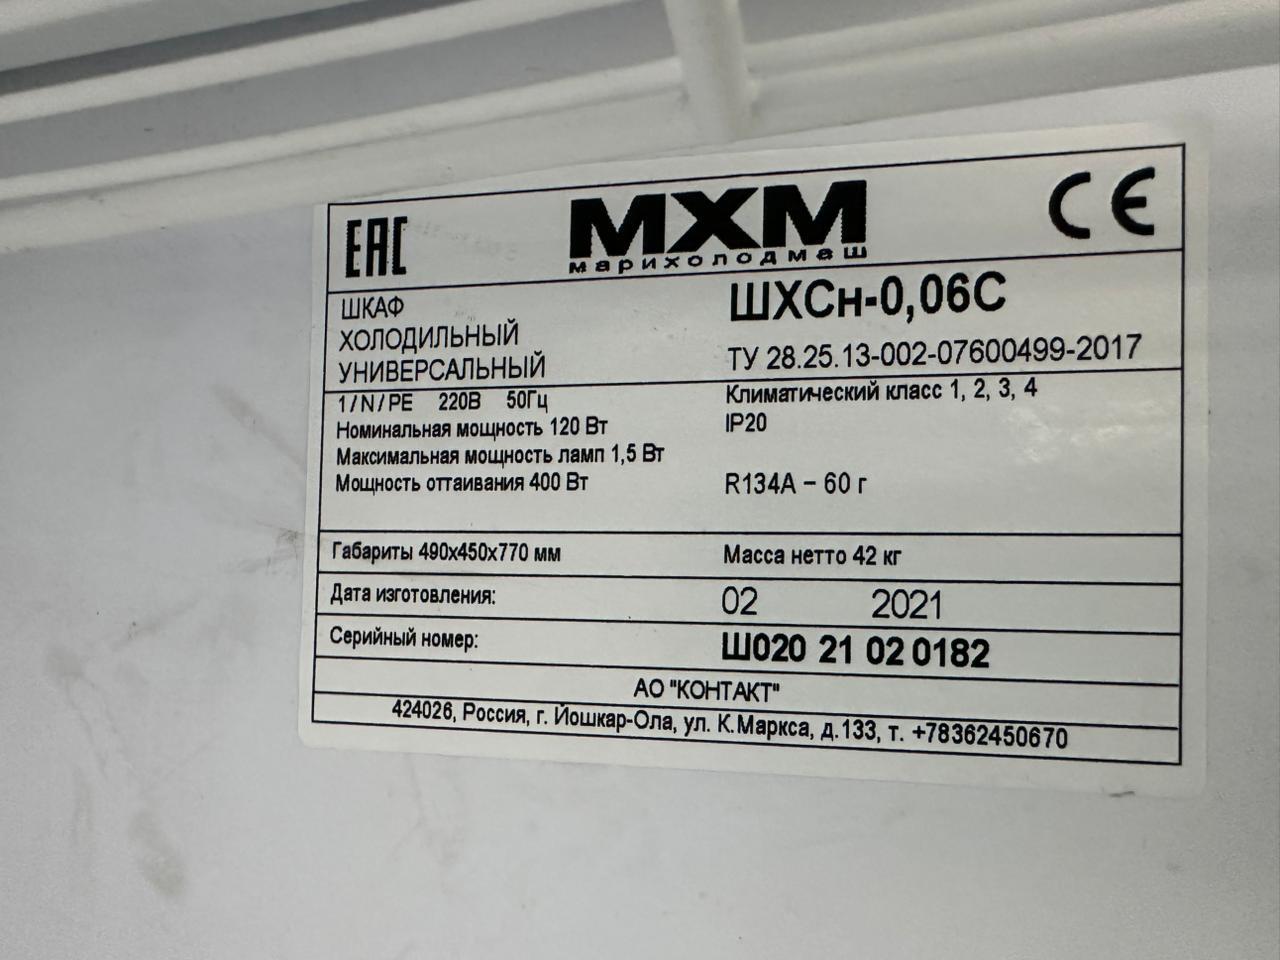 EAC
МХМ
CE
марихолодмаш
ШКАФ
ХОЛОДИЛЬНЫЙ
УНИВЕРСАЛЬНЫЙ
ШХСн-0,06С
ТУ 28.25.13-002-07600499-2017
1/N/PE 220В 50Гц
Номинальная мощность 120 Вт
Максимальная мощность ламп 1,5 Вт
Мощность оттаивания 400 Вт
Климатический класс 1, 2, 3, 4
IP20
R134A – 60 г
Габариты 490х450х770 мм
Масса нетто 42 кг
Дата изготовления: 02 2021
Серийный номер: Ш020 21 02 0182
АО "КОНТАКТ"
424026, Россия, г. Йошкар-Ола, ул. К.Маркса, д.133, т. +78362450670